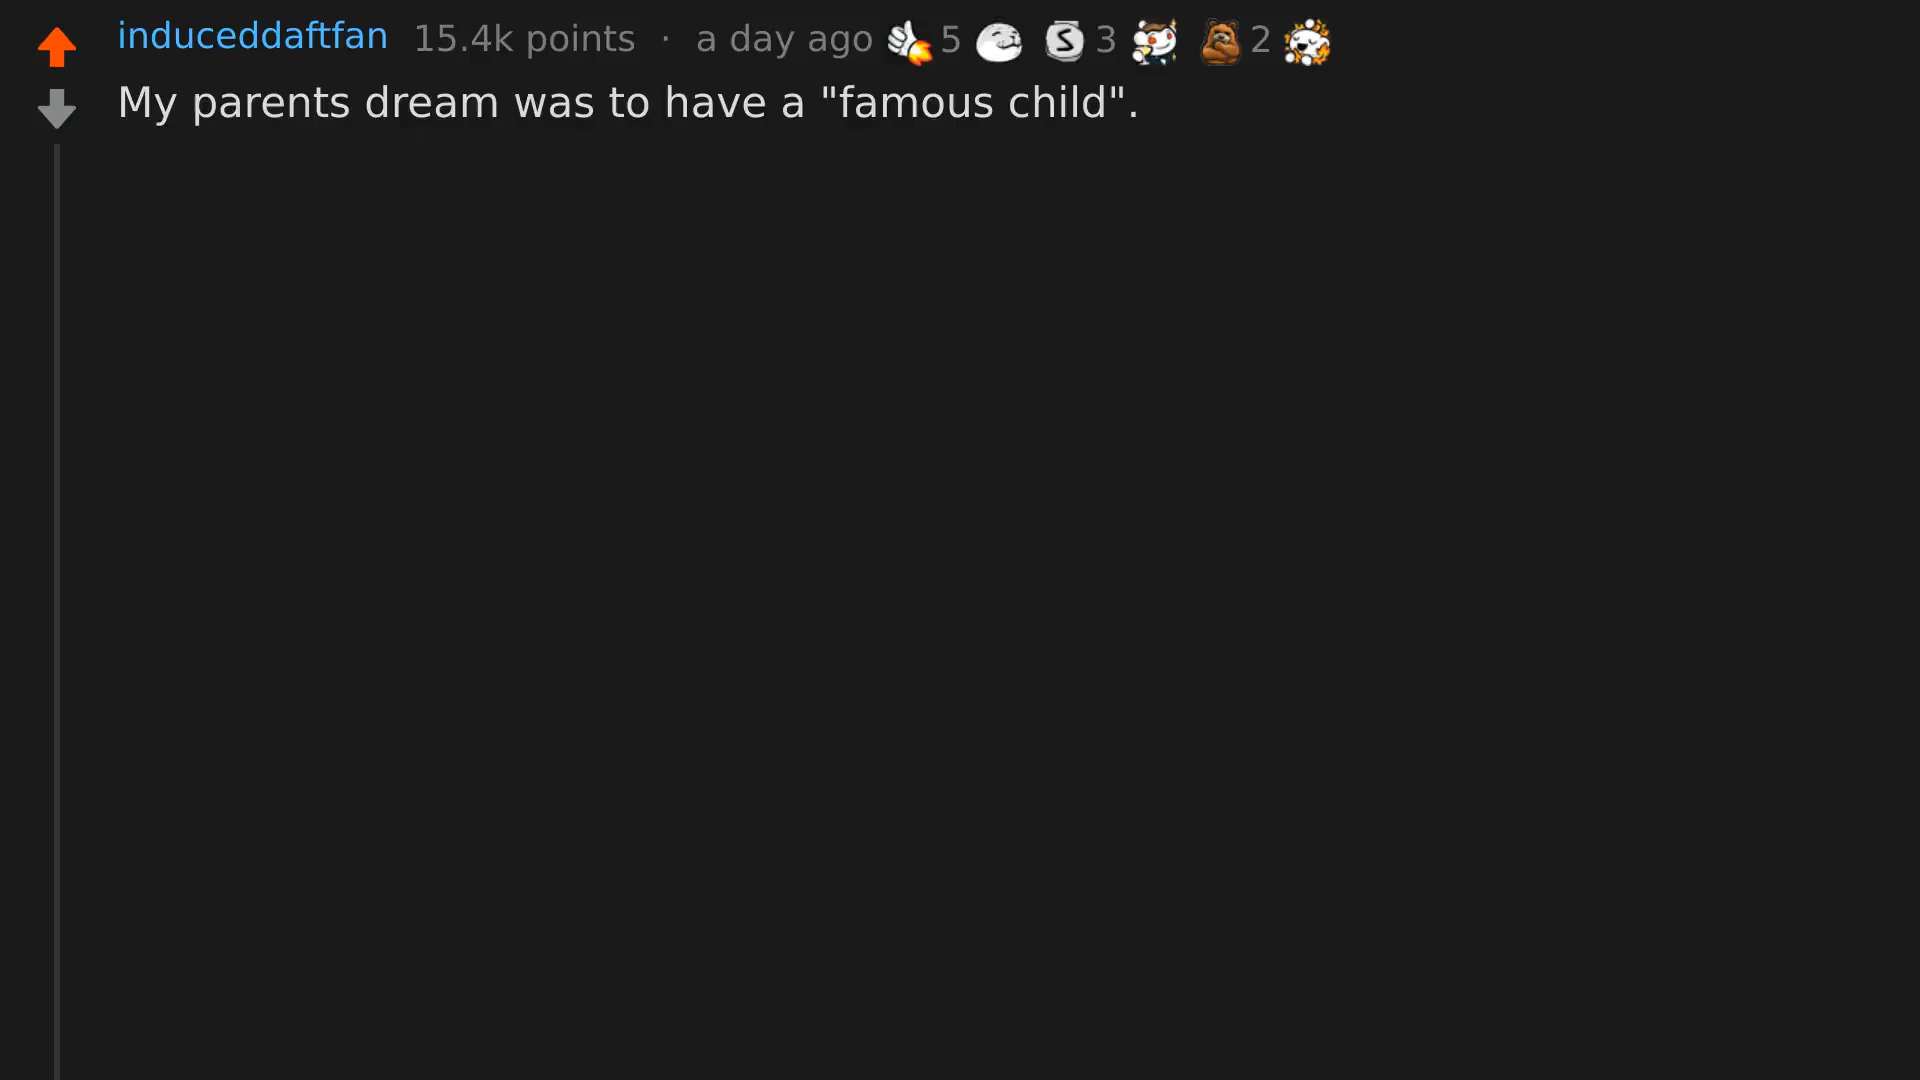 induceddaftfan 15.4k points · a day ago 5 S 3 2
My parents dream was to have a "famous child".